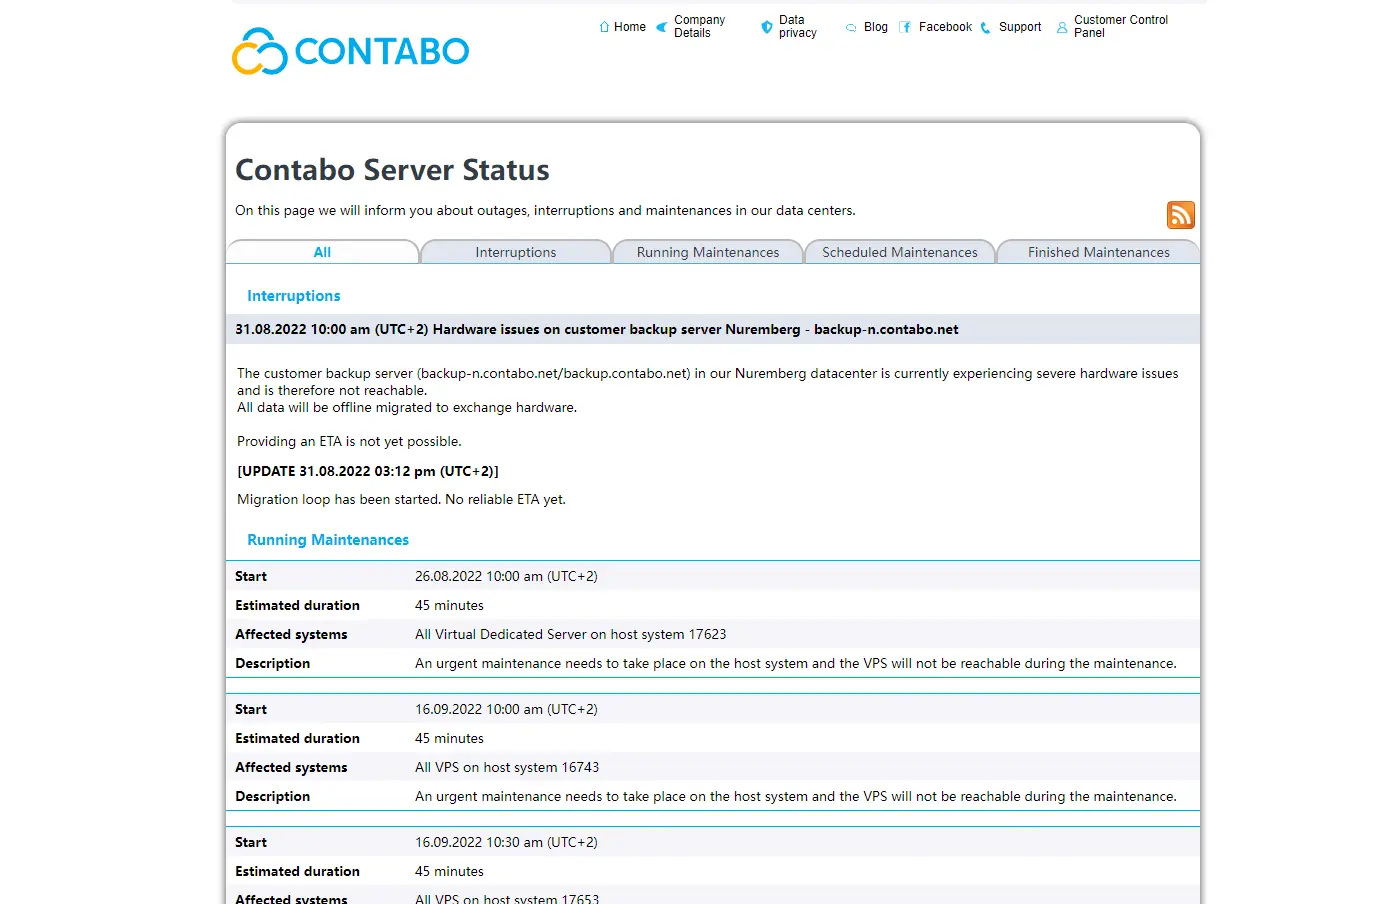 CONTABO
Home
Company
Details
Data
privacy
Blog
Facebook
Support
Customer Control
Panel
Contabo Server Status
On this page we will inform you about outages, interruptions and maintenances in our data centers.
All
Interruptions
Running Maintenances
Scheduled Maintenances
Finished Maintenances
Interruptions
31.08.2022 10:00 am (UTC+2) Hardware issues on customer backup server Nuremberg - backup-n.contabo.net
The customer backup server (backup-n.contabo.net/backup.contabo.net) in our Nuremberg datacenter is currently experiencing severe hardware issues
and is therefore not reachable.
All data will be offline migrated to exchange hardware.
Providing an ETA is not yet possible.
[UPDATE 31.08.2022 03:12 pm (UTC+2)]
Migration loop has been started. No reliable ETA yet.
Running Maintenances
Start 26.08.2022 10:00 am (UTC+2)
Estimated duration 45 minutes
Affected systems All Virtual Dedicated Server on host system 17623
Description An urgent maintenance needs to take place on the host system and the VPS will not be reachable during the maintenance.
Start 16.09.2022 10:00 am (UTC+2)
Estimated duration 45 minutes
Affected systems All VPS on host system 16743
Description An urgent maintenance needs to take place on the host system and the VPS will not be reachable during the maintenance.
Start 16.09.2022 10:30 am (UTC+2)
Estimated duration 45 minutes
Affected systems All VPS on host system 17653